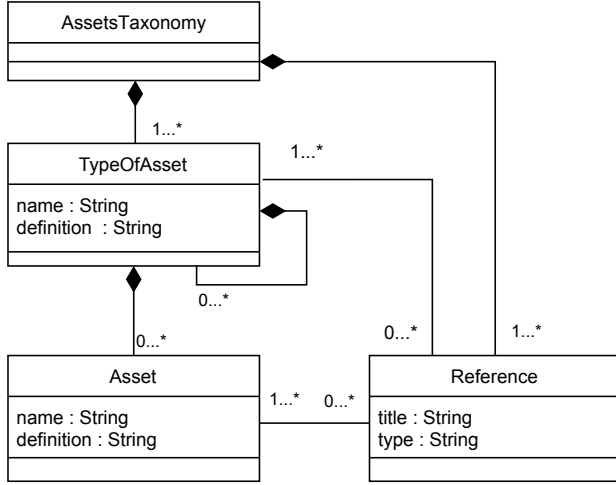 AssetsTaxonomy
1...*
TypeOfAsset
1...*
name : String
definition : String
0...*
0...*
0...*
1...*
Asset
Reference
1...*
0...*
name : String
definition : String
title : String
type : String